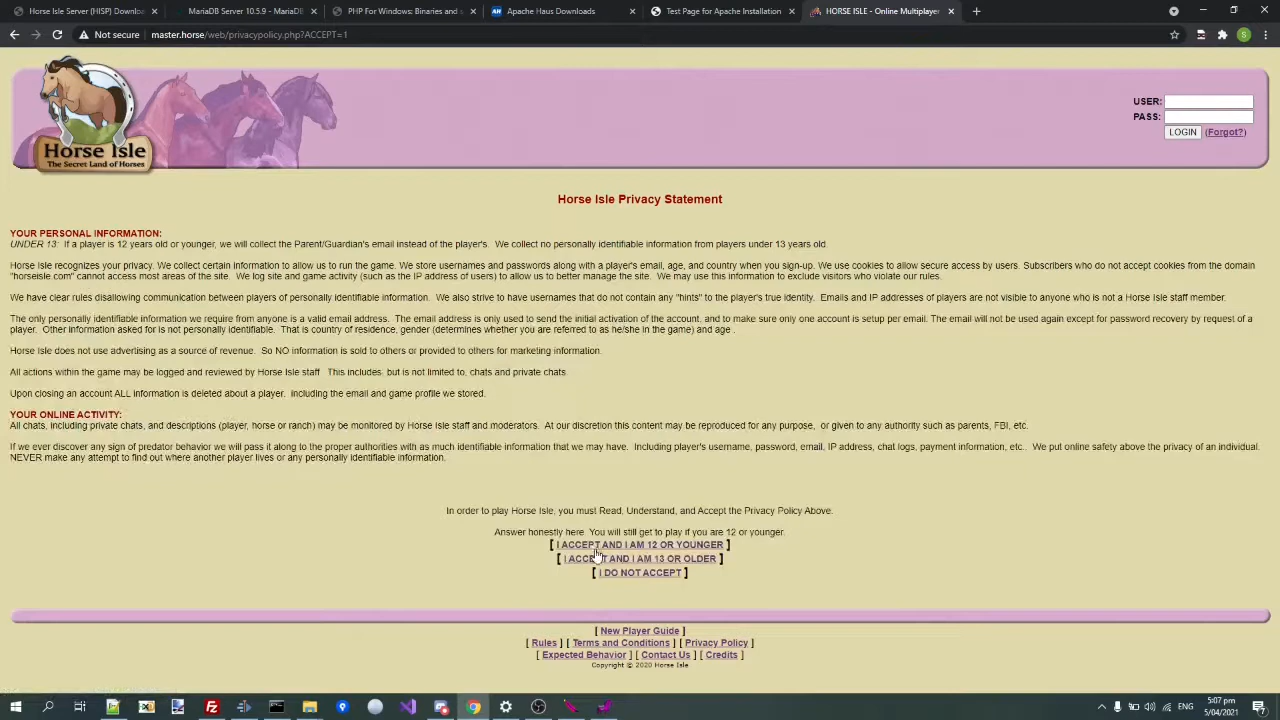 Horse Isle Server (HISP) Downloa
MariaDB Server 10.5.9 - MariaDB
PHP For Windows: Binaries and s
AH Apache Haus Downloads
Test Page for Apache Installation
HORSE ISLE - Online Multiplayer
Not secure | master.horse/web/privacypolicy.php?ACCEPT=1
S
Horse Isle
The Secret Land of Horses
USER:
PASS:
LOGIN (Forgot?)
Horse Isle Privacy Statement
YOUR PERSONAL INFORMATION:
UNDER 13: If a player is 12 years old or younger, we will collect the Parent/Guardian's email instead of the player's. We collect no personally identifiable information from players under 13 years old.
Horse Isle recognizes your privacy. We collect certain information to allow us to run the game. We store usernames and passwords along with a player's email, age, and country when you sign-up. We use cookies to allow secure access by users. Subscribers who do not accept cookies from the domain
"horseisle.com" cannot access most areas of the site. We log site and game activity (such as the IP address of users) to allow us to better manage the site. We may use this information to exclude visitors who violate our rules.
We have clear rules disallowing communication between players of personally identifiable information. We also strive to have usernames that do not contain any "hints" to the player's true identity. Emails and IP addresses of players are not visible to anyone who is not a Horse Isle staff member.
The only personally identifiable information we require from anyone is a valid email address. The email address is only used to send the initial activation of the account, and to make sure only one account is setup per email. The email will not be used again except for password recovery by request of a
player. Other information asked for is not personally identifiable. That is country of residence, gender (determines whether you are referred to as he/she in the game) and age .
Horse Isle does not use advertising as a source of revenue. So NO information is sold to others or provided to others for marketing information.
All actions within the game may be logged and reviewed by Horse Isle staff This includes, but is not limited to, chats and private chats.
Upon closing an account ALL information is deleted about a player. including the email and game profile we stored.
YOUR ONLINE ACTIVITY:
All chats, including private chats, and descriptions (player, horse or ranch) may be monitored by Horse Isle staff and moderators. At our discretion this content may be reproduced for any purpose, or given to any authority such as parents, FBI, etc.
If we ever discover any sign of predator behavior we will pass it along to the proper authorities with as much identifiable information that we may have. Including player's username, password, email, IP address, chat logs, payment information, etc.. We put online safety above the privacy of an individual.
NEVER make any attempt to find out where another player lives or any personally identifiable information.
In order to play Horse Isle, you must Read, Understand, and Accept the Privacy Policy Above.
Answer honestly here. You will still get to play if you are 12 or younger.
[ I ACCEPT AND I AM 12 OR YOUNGER ]
[ I ACCEPT AND I AM 13 OR OLDER ]
[ I DO NOT ACCEPT ]
[ New Player Guide ]
[ Rules ] [ Terms and Conditions ] [ Privacy Policy ]
[ Expected Behavior ] [ Contact Us ] [ Credits ]
Copyright © 2020 Horse Isle
ENG
5:07 pm
5/04/2021